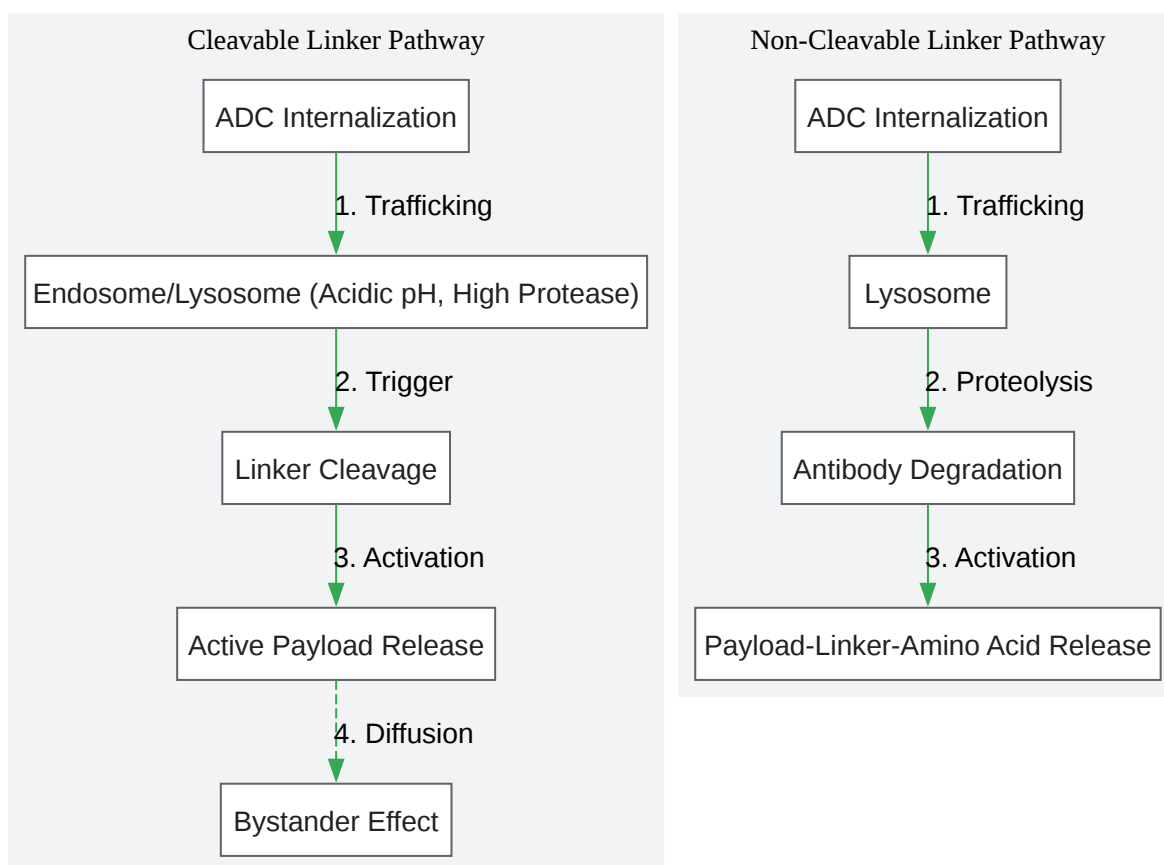 Cleavable Linker Pathway
ADC Internalization
1. Trafficking
Endosome/Lysosome (Acidic pH, High Protease)
2. Trigger
Linker Cleavage
3. Activation
Active Payload Release
4. Diffusion
Bystander Effect
Non-Cleavable Linker Pathway
ADC Internalization
1. Trafficking
Lysosome
2. Proteolysis
Antibody Degradation
3. Activation
Payload-Linker-Amino Acid Release